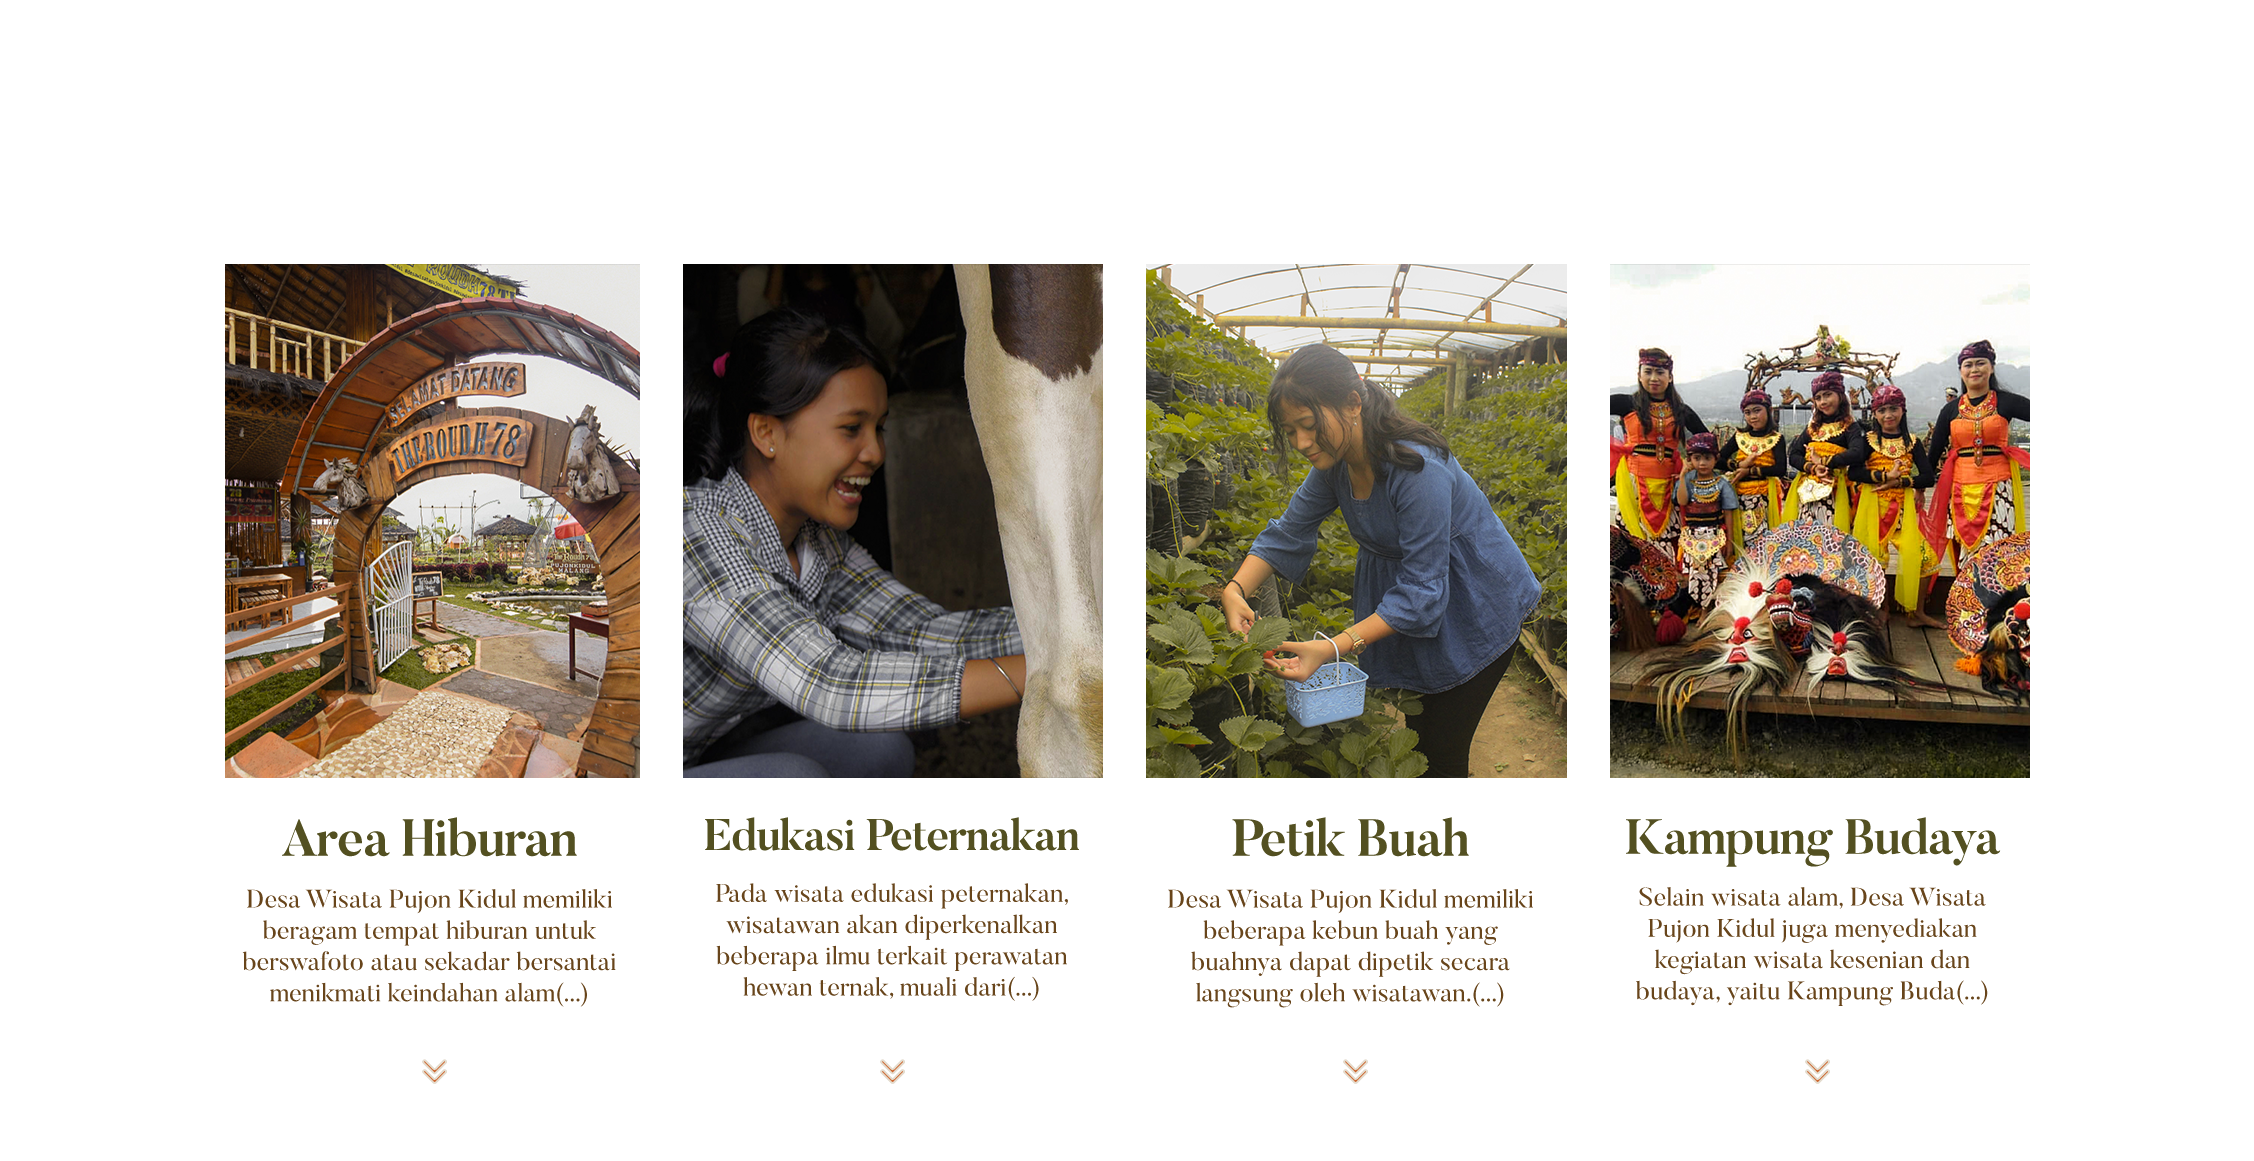 SELAMAT DATANG
THE ROUDH 78
PUJONKIDUL
MALANG
Area Hiburan
Desa Wisata Pujon Kidul memiliki
beragam tempat hiburan untuk
berswafoto atau sekadar bersantai
menikmati keindahan alam(...)
Edukasi Peternakan
Pada wisata edukasi peternakan,
wisatawan akan diperkenalkan
beberapa ilmu terkait perawatan
hewan ternak, muali dari(...)
Petik Buah
Desa Wisata Pujon Kidul memiliki
beberapa kebun buah yang
buahnya dapat dipetik secara
langsung oleh wisatawan.(...)
Kampung Budaya
Selain wisata alam, Desa Wisata
Pujon Kidul juga menyediakan
kegiatan wisata kesenian dan
budaya, yaitu Kampung Buda(...)